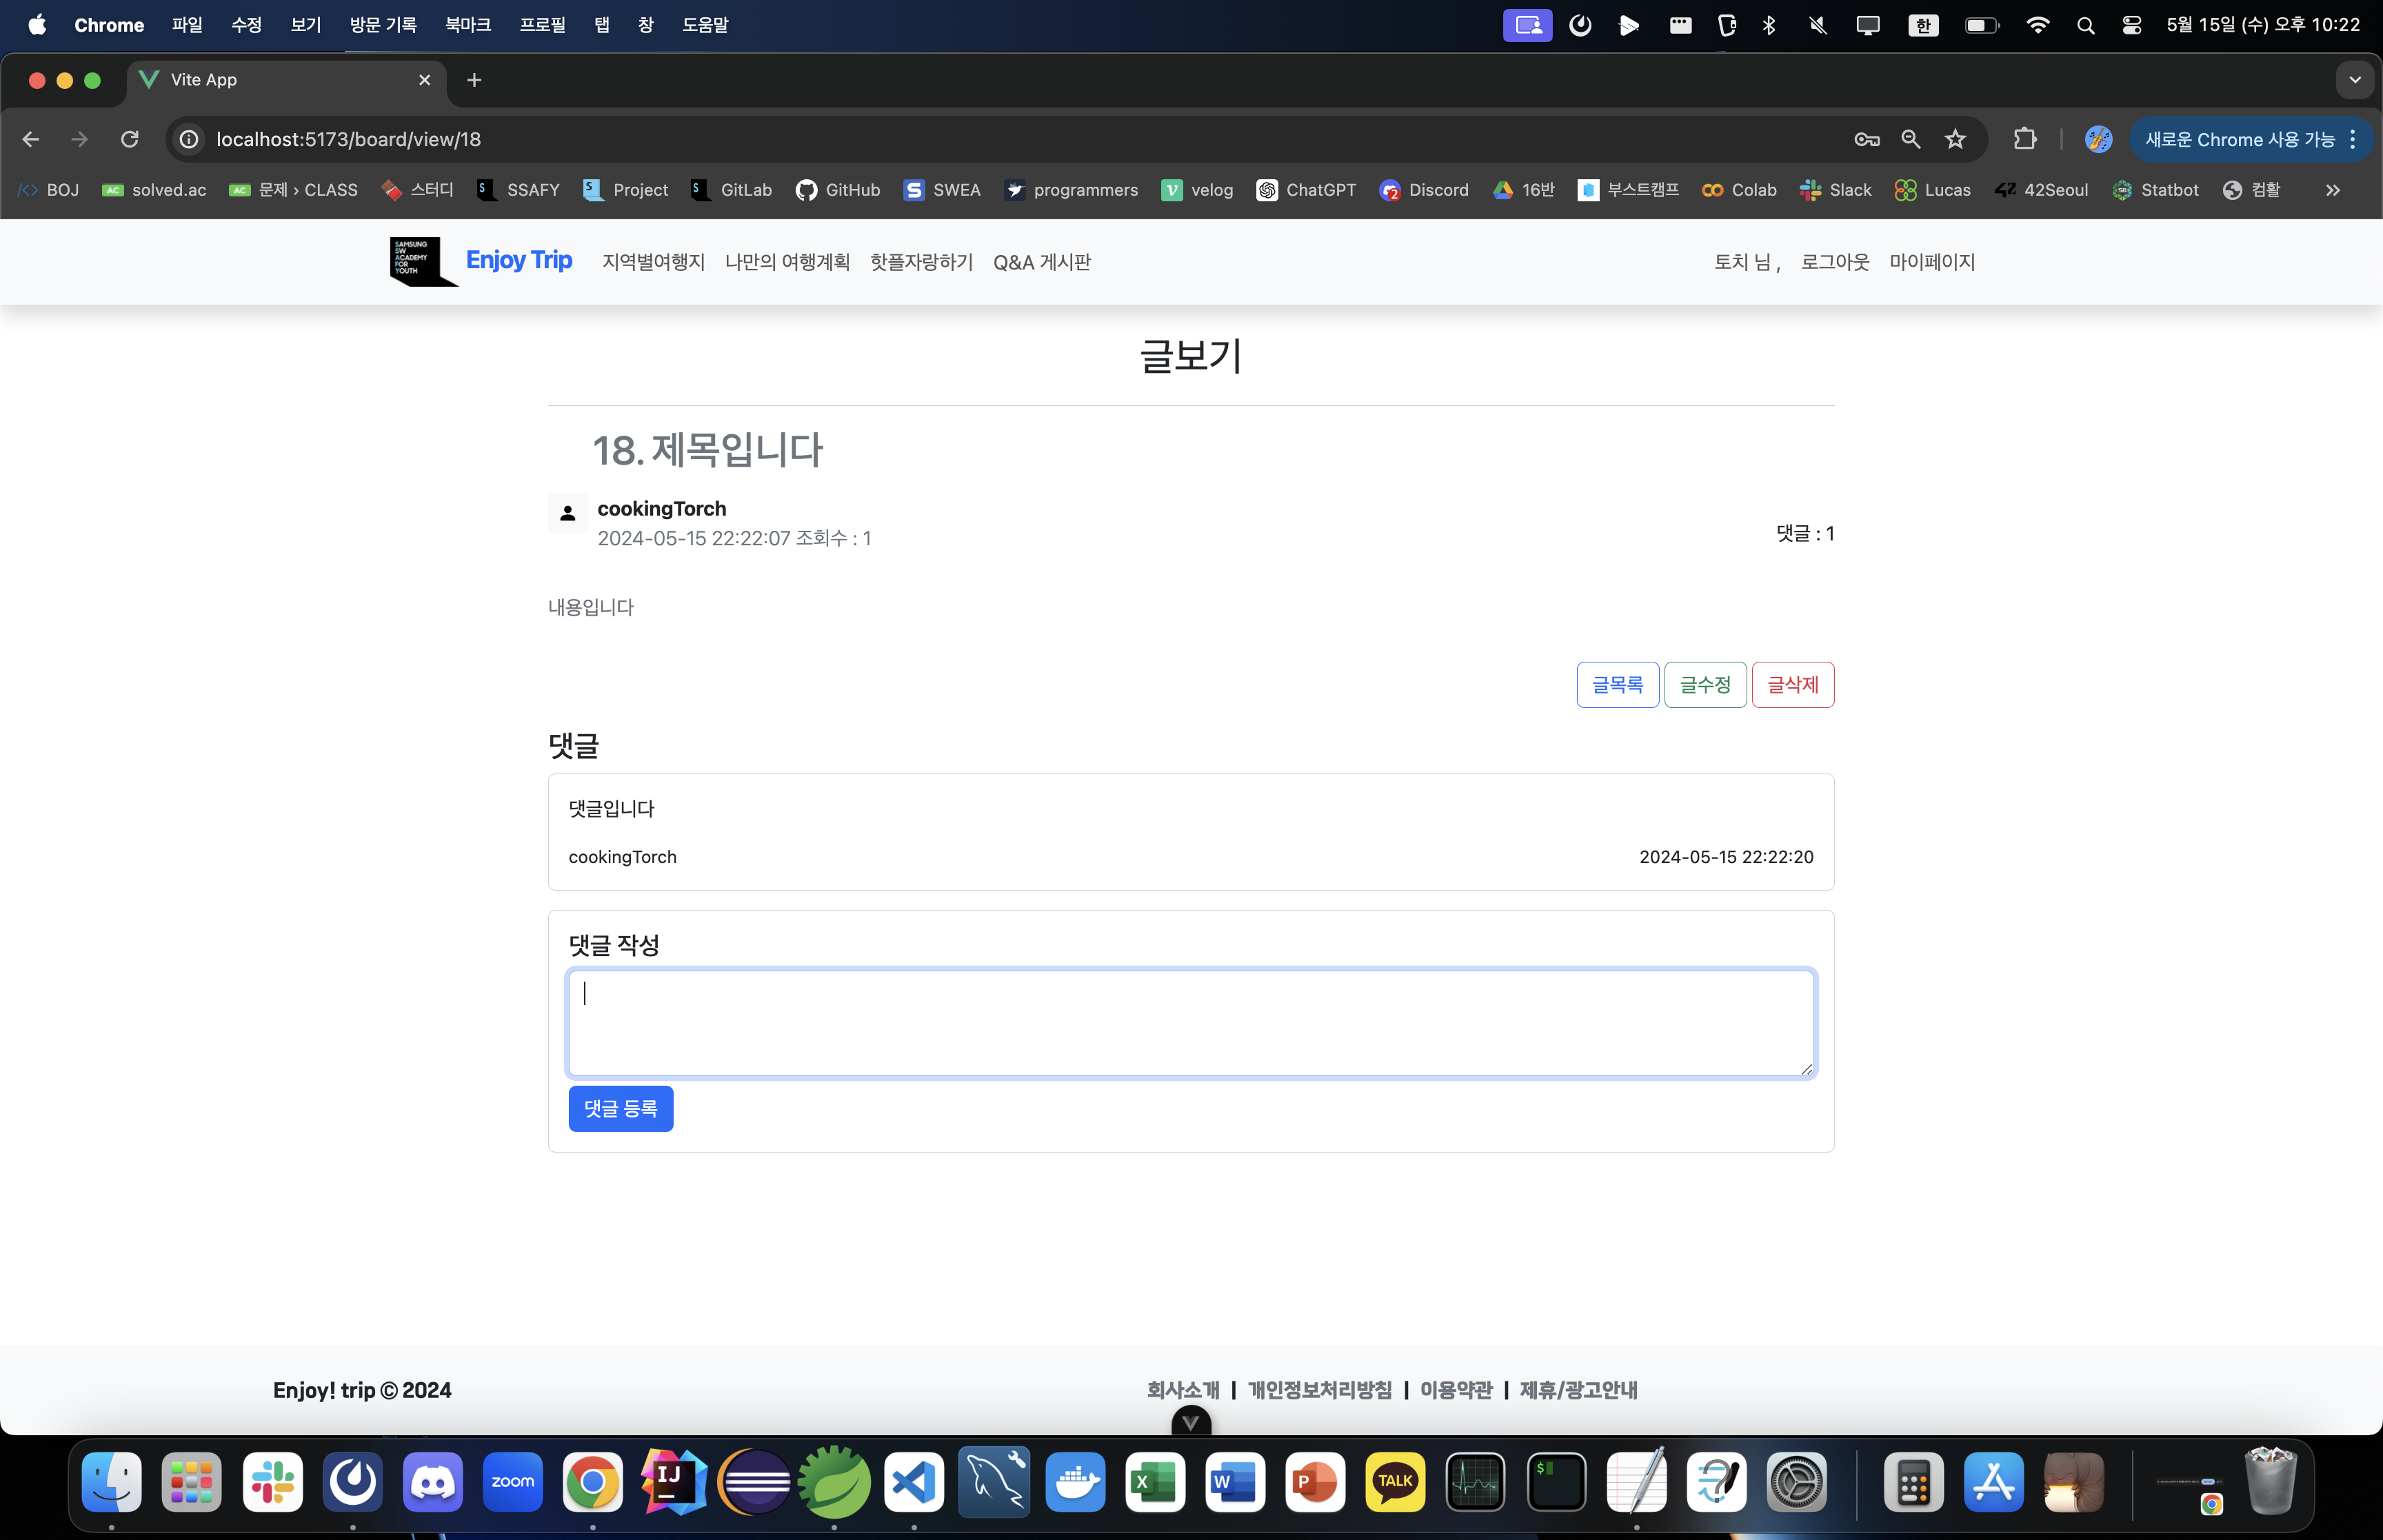 Chrome 파일 수정 보기 방문 기록 북마크 프로필 탭 창 도움말 한 5월 15일 (수) 오후 10:22
Vite App
localhost:5173/board/view/18 새로운 Chrome 사용 가능
BOJ solved.ac 문제 › CLASS 스터디 SSAFY Project GitLab GitHub SWEA programmers velog ChatGPT Discord 16반 부스트캠프 Colab Slack Lucas 42Seoul Statbot 컴활
SAMSUNG
SW
ACADEMY
FOR
YOUTH
Enjoy Trip 지역별여행지 나만의 여행계획 핫플자랑하기 Q&A 게시판 토치 님 , 로그아웃 마이페이지
글보기
18. 제목입니다
cookingTorch
2024-05-15 22:22:07 조회수 : 1
댓글 : 1
내용입니다
글목록 글수정 글삭제
댓글
댓글입니다
cookingTorch 2024-05-15 22:22:20
댓글 작성
댓글 등록
Enjoy! trip © 2024 회사소개 | 개인정보처리방침 | 이용약관 | 제휴/광고안내
zoom IJ X W P TALK $